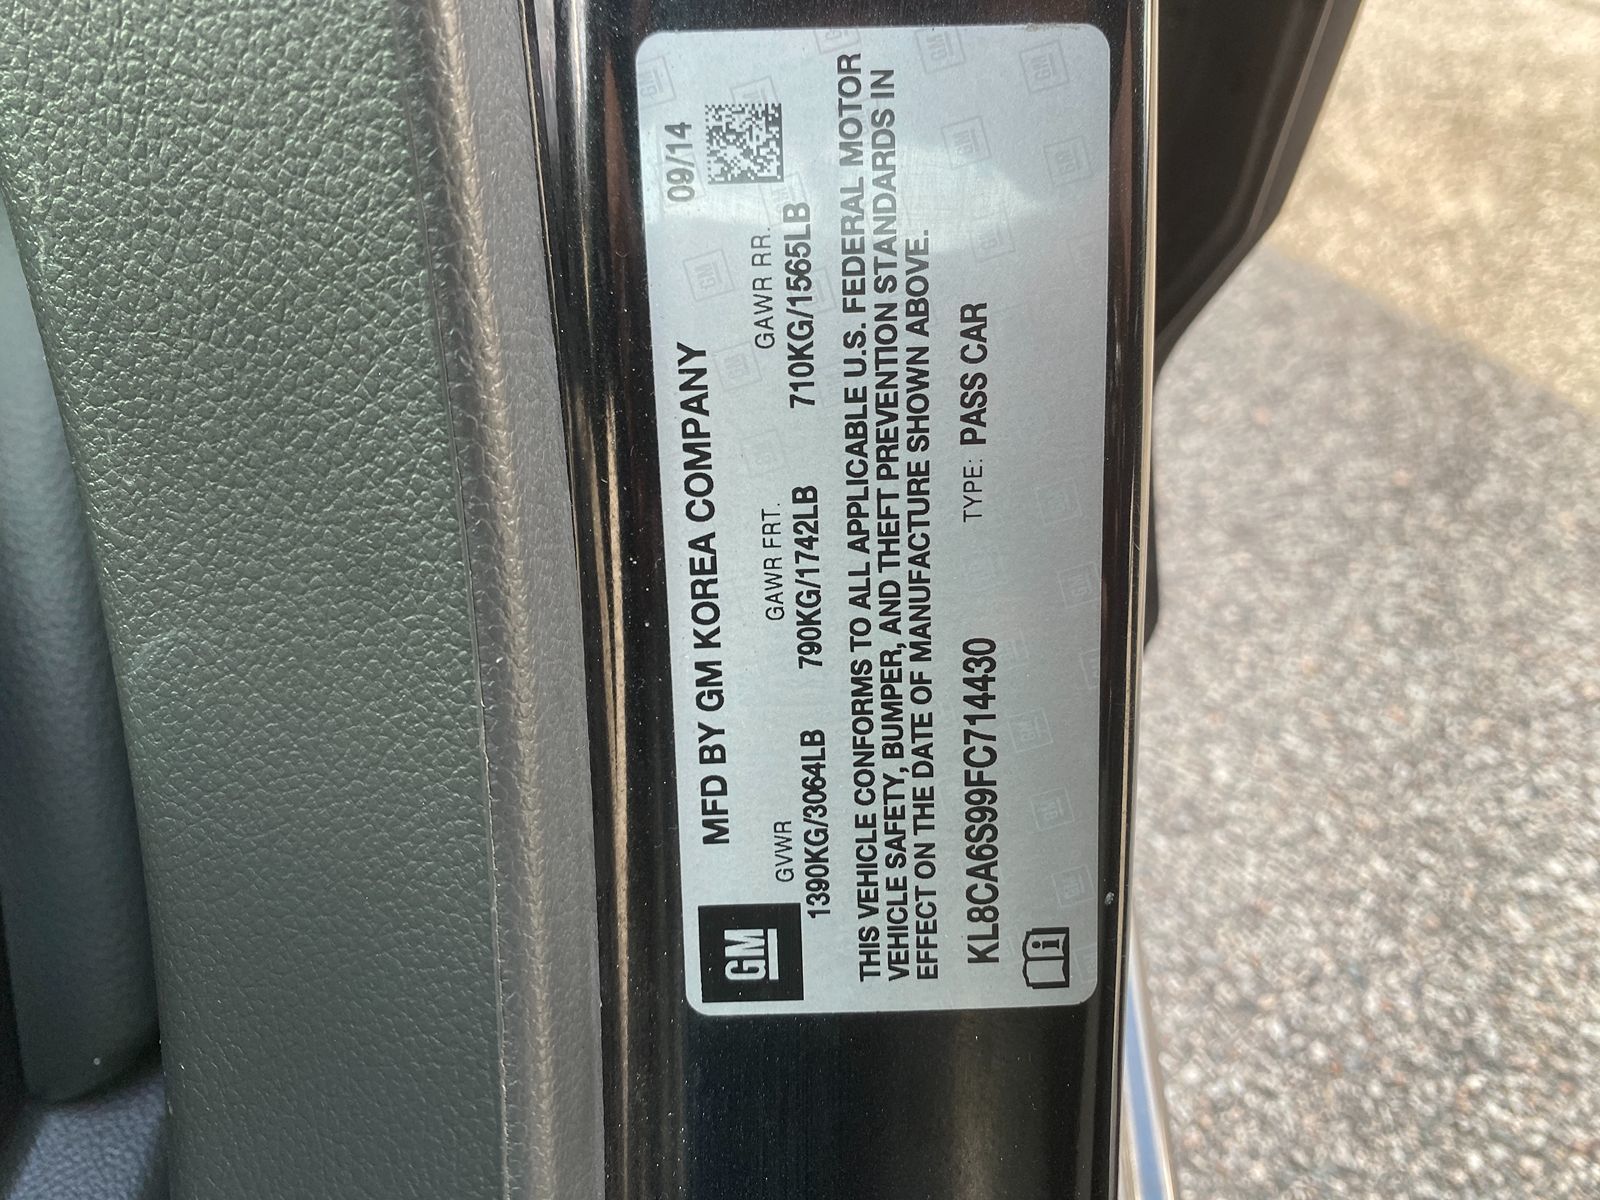 GM
MFD BY GM KOREA COMPANY 09/14
GVWR GAWR FRT. GAWR RR.
1390KG/3064LB 790KG/1742LB 710KG/1565LB
THIS VEHICLE CONFORMS TO ALL APPLICABLE U.S. FEDERAL MOTOR
VEHICLE SAFETY, BUMPER, AND THEFT PREVENTION STANDARDS IN
EFFECT ON THE DATE OF MANUFACTURE SHOWN ABOVE.
KL8CA6S99FC714430 TYPE: PASS CAR